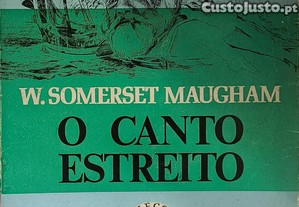 CustoJusto.pt
W. SOMERSET MAUGHAM
O CANTO
ESTREITO